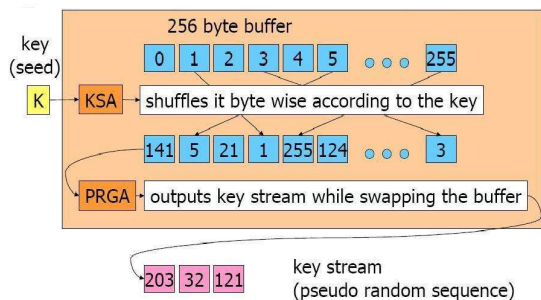 256 byte buffer
key
(seed)
0 1 2 3 4 5 255
K KSA shuffles it byte wise according to the key
141 5 21 1 255 124 3
PRGA outputs key stream while swapping the buffer
203 32 121
key stream
(pseudo random sequence)